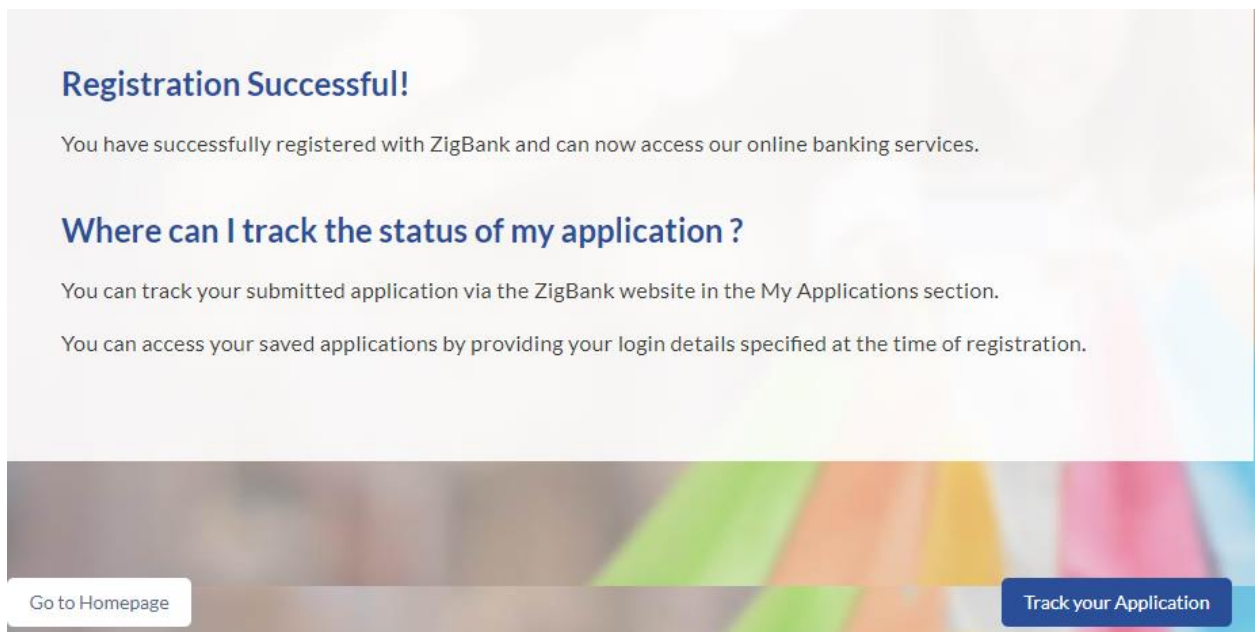 Registration Successful!
You have successfully registered with ZigBank and can now access our online banking services.
Where can I track the status of my application ?
You can track your submitted application via the ZigBank website in the My Applications section.
You can access your saved applications by providing your login details specified at the time of registration.
Go to Homepage
Track your Application